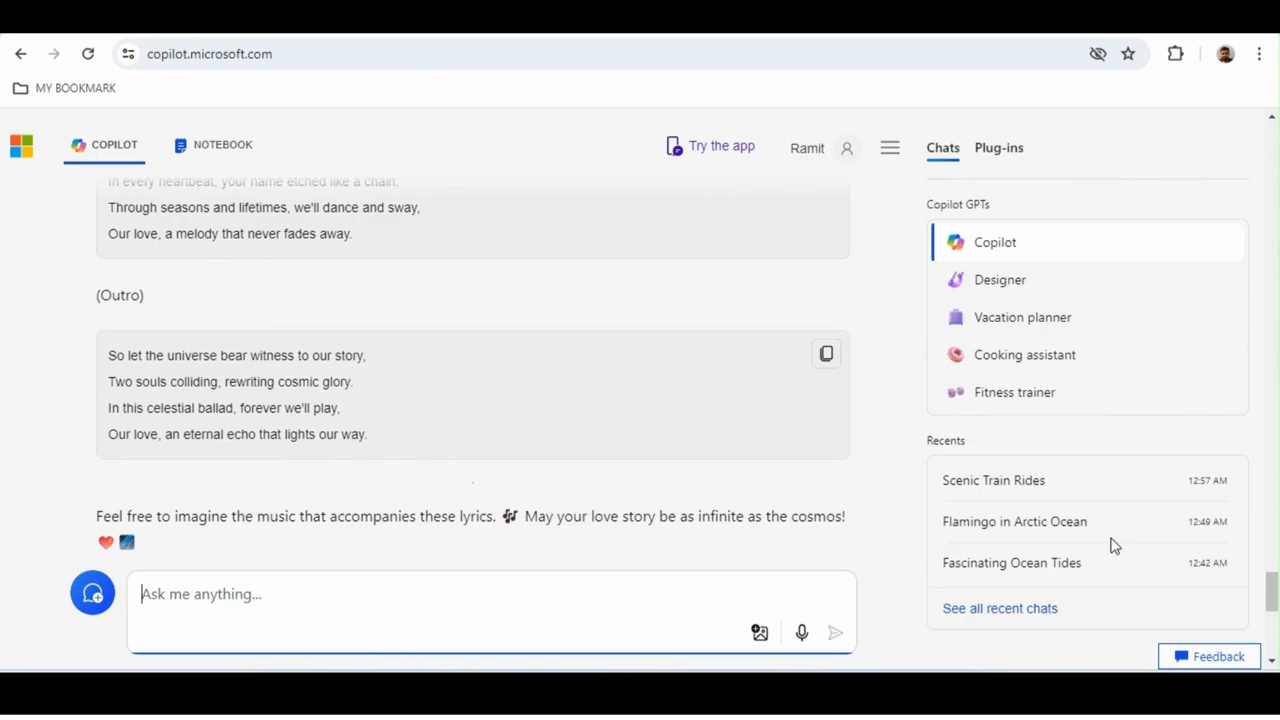 copilot.microsoft.com
MY BOOKMARK
COPILOT
NOTEBOOK
Try the app
Ramit
Chats
Plug-ins
In every heartbeat, your name etched like a chain.
Through seasons and lifetimes, we'll dance and sway,
Our love, a melody that never fades away.
(Outro)
So let the universe bear witness to our story,
Two souls colliding, rewriting cosmic glory.
In this celestial ballad, forever we'll play,
Our love, an eternal echo that lights our way.
Feel free to imagine the music that accompanies these lyrics. 🎶 May your love story be as infinite as the cosmos!
❤️ 🌌
Ask me anything...
Copilot GPTs
Copilot
Designer
Vacation planner
Cooking assistant
Fitness trainer
Recents
Scenic Train Rides 12:57 AM
Flamingo in Arctic Ocean 12:49 AM
Fascinating Ocean Tides 12:42 AM
See all recent chats
Feedback